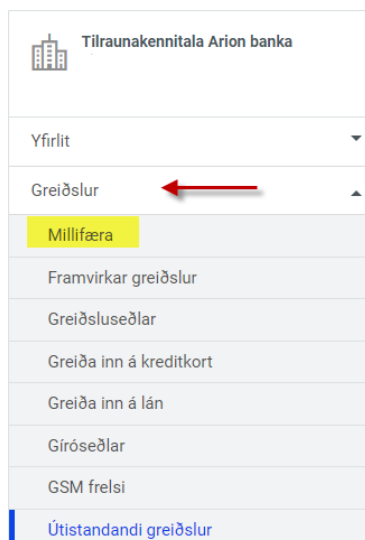 Tilraunakennitala Arion banka
Yfirlit
Greiðslur
Millifæra
Framvirkar greiðslur
Greiðsluseðlar
Greiða inn á kreditkort
Greiða inn á lán
Gíróseðlar
GSM frelsi
Útistandandi greiðslur